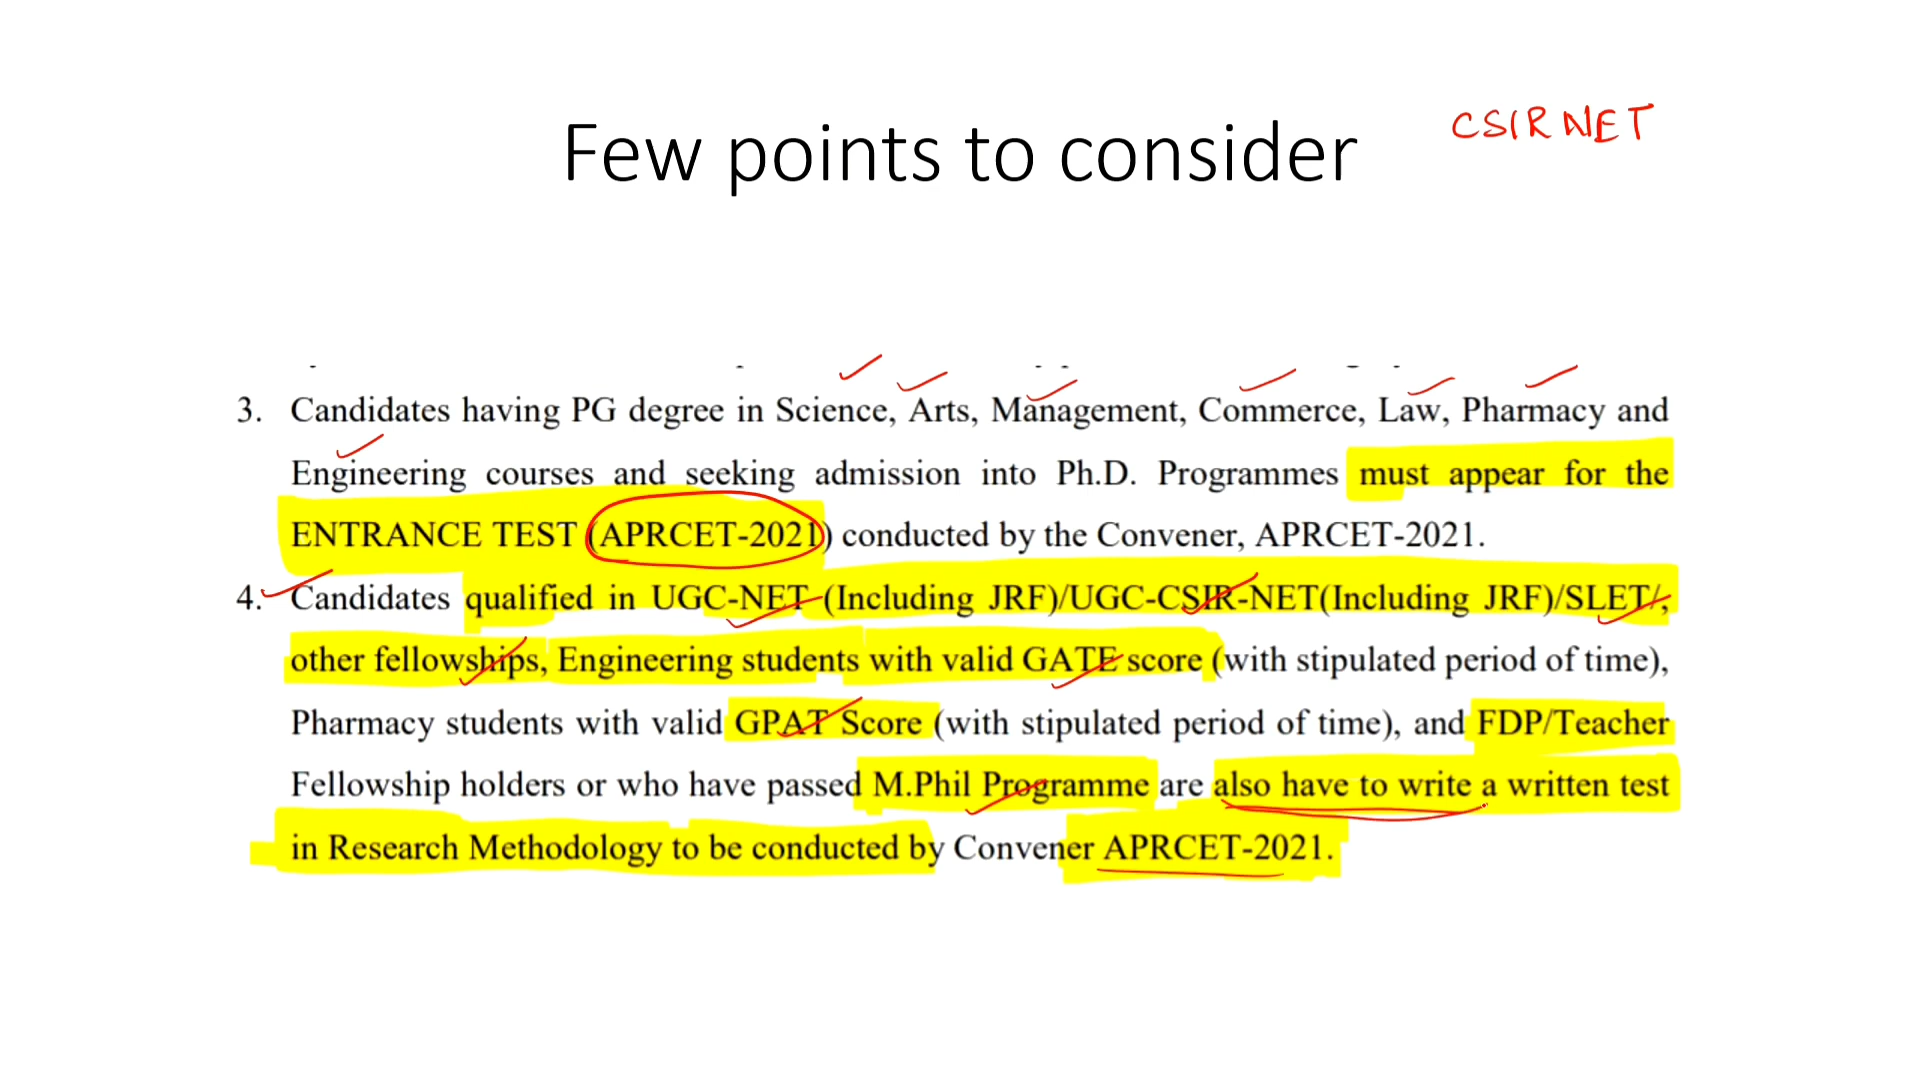 Few points to consider
CSIR NET
3. Candidates having PG degree in Science, Arts, Management, Commerce, Law, Pharmacy and
Engineering courses and seeking admission into Ph.D. Programmes must appear for the
ENTRANCE TEST (APRCET-2021) conducted by the Convener, APRCET-2021.
4. Candidates qualified in UGC-NET (Including JRF)/UGC-CSIR-NET(Including JRF)/SLET/,
other fellowships, Engineering students with valid GATE score (with stipulated period of time),
Pharmacy students with valid GPAT Score (with stipulated period of time), and FDP/Teacher
Fellowship holders or who have passed M.Phil Programme are also have to write a written test
in Research Methodology to be conducted by Convener APRCET-2021.